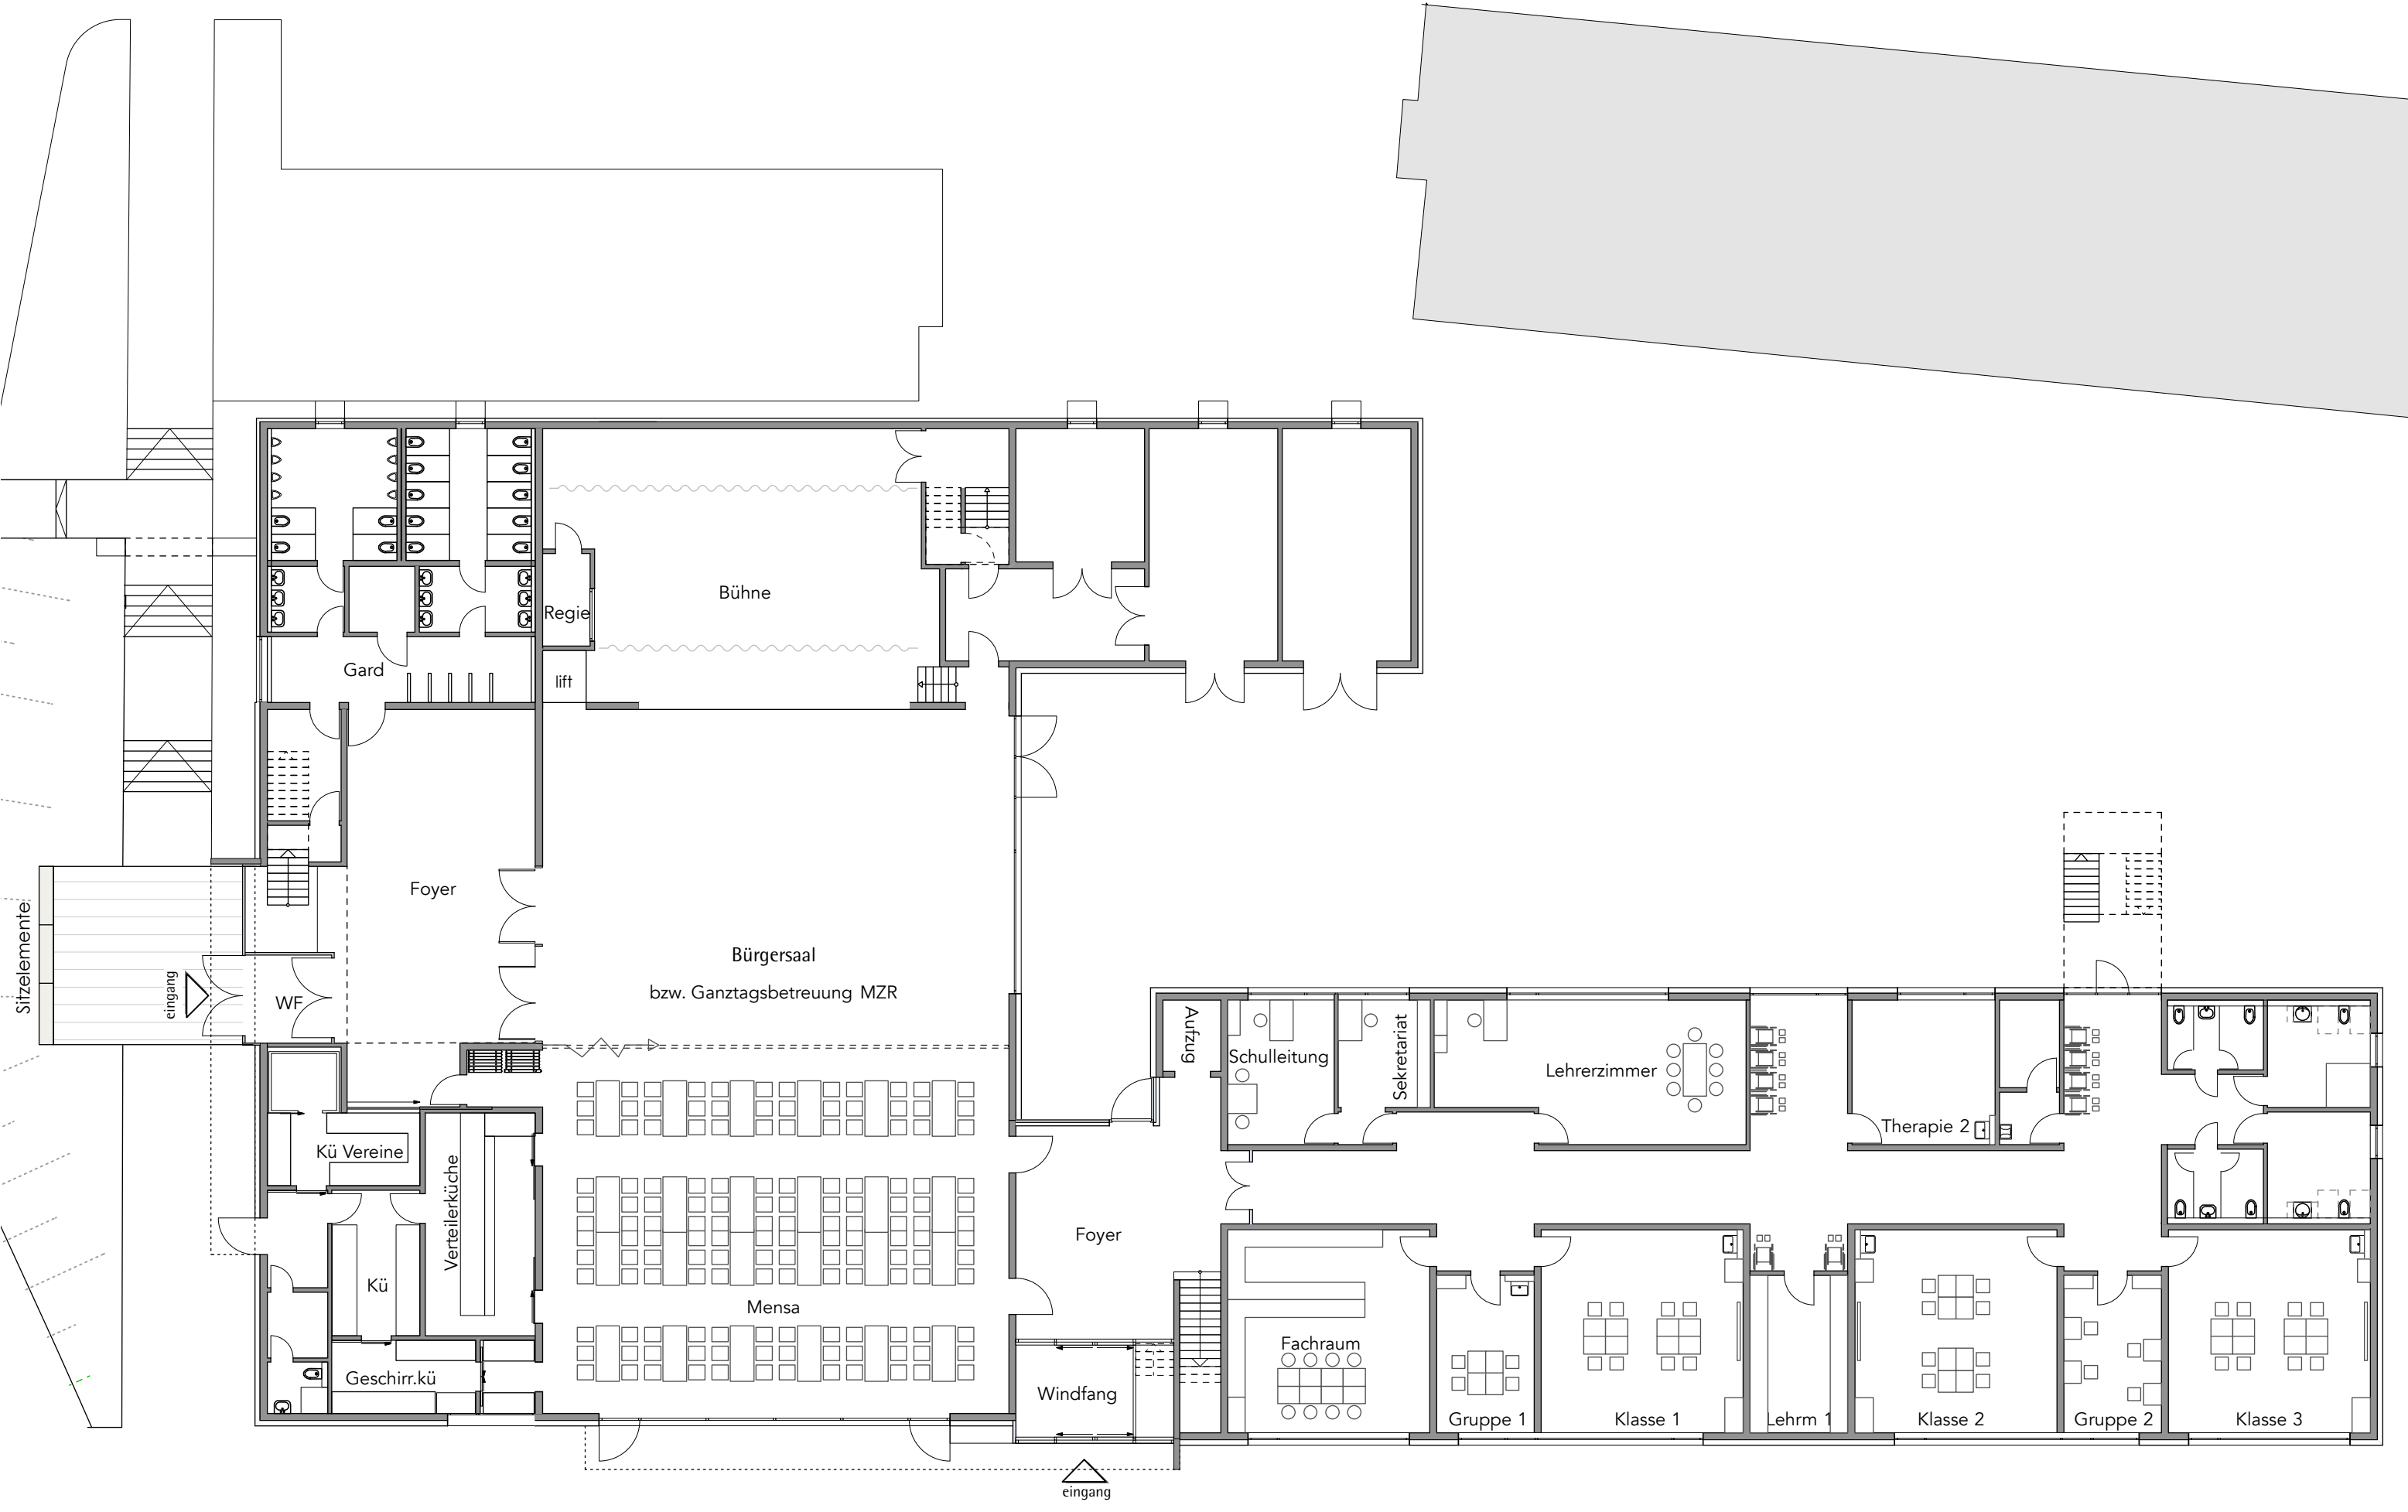 Bühne
Regie
Gard
lift
Foyer
Sitzelemente
eingang
WF
Bürgersaal
bzw. Ganztagsbetreuung MZR
Aufzug
Schulleitung
Sekretariat
Lehrerzimmer
Therapie 2
Kü Vereine
Verteilerküche
Foyer
Kü
Mensa
Fachraum
Geschirr.kü
Windfang
Gruppe 1
Klasse 1
Lehrm 1
Klasse 2
Gruppe 2
Klasse 3
eingang